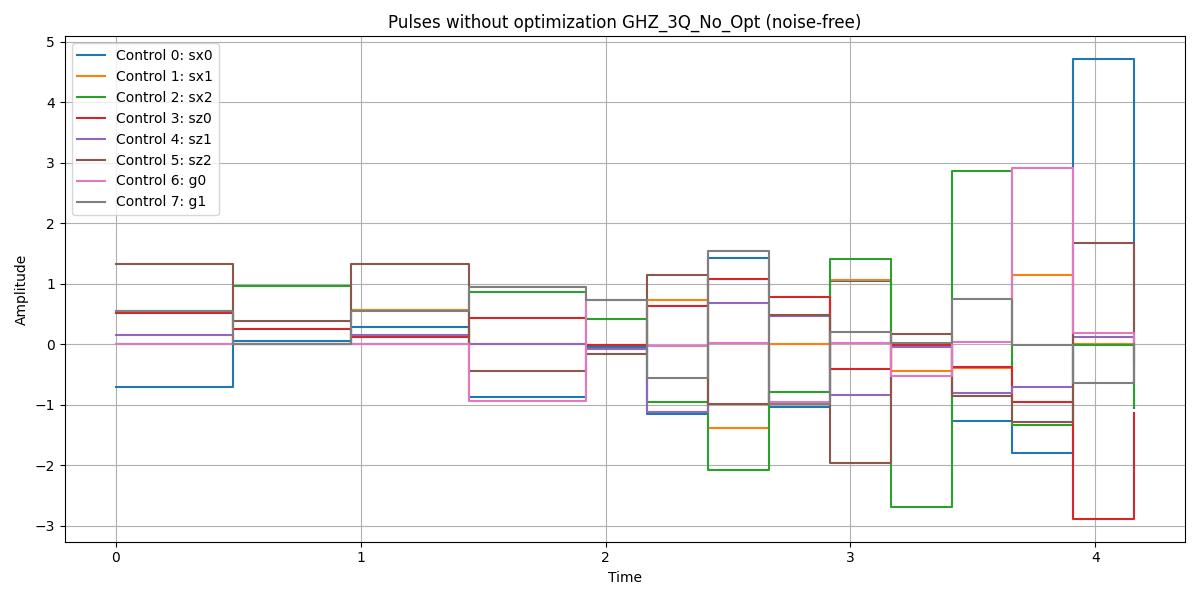 Pulses without optimization GHZ_3Q_No_Opt (noise-free)
Control 0: sx0
Control 1: sx1
Control 2: sx2
Control 3: sz0
Control 4: sz1
Control 5: sz2
Control 6: g0
Control 7: g1
Amplitude
5
4
3
2
1
0
−1
−2
−3
0 1 2 3 4
Time